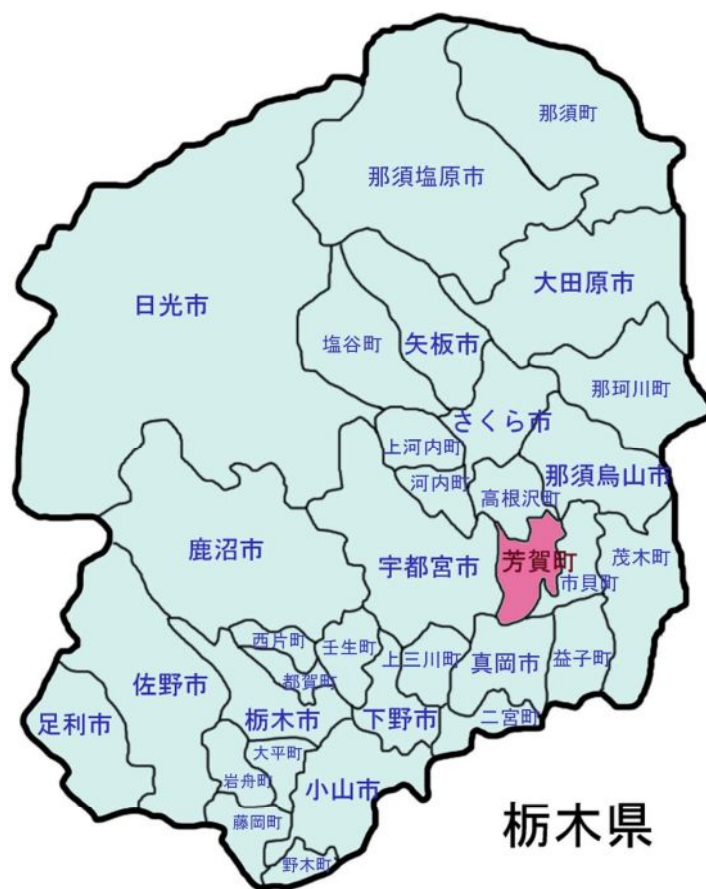 那須町
那須塩原市
大田原市
日光市
塩谷町
矢板市
那珂川町
さくら市
上河内町
那須烏山市
河内町
高根沢町
鹿沼市
宇都宮市
芳賀町
茂木町
市貝町
西片町
壬生町
上三川町
真岡市
益子町
佐野市
都賀町
足利市
栃木市
下野市
二宮町
大平町
岩舟町
小山市
藤岡町
野木町
栃木県